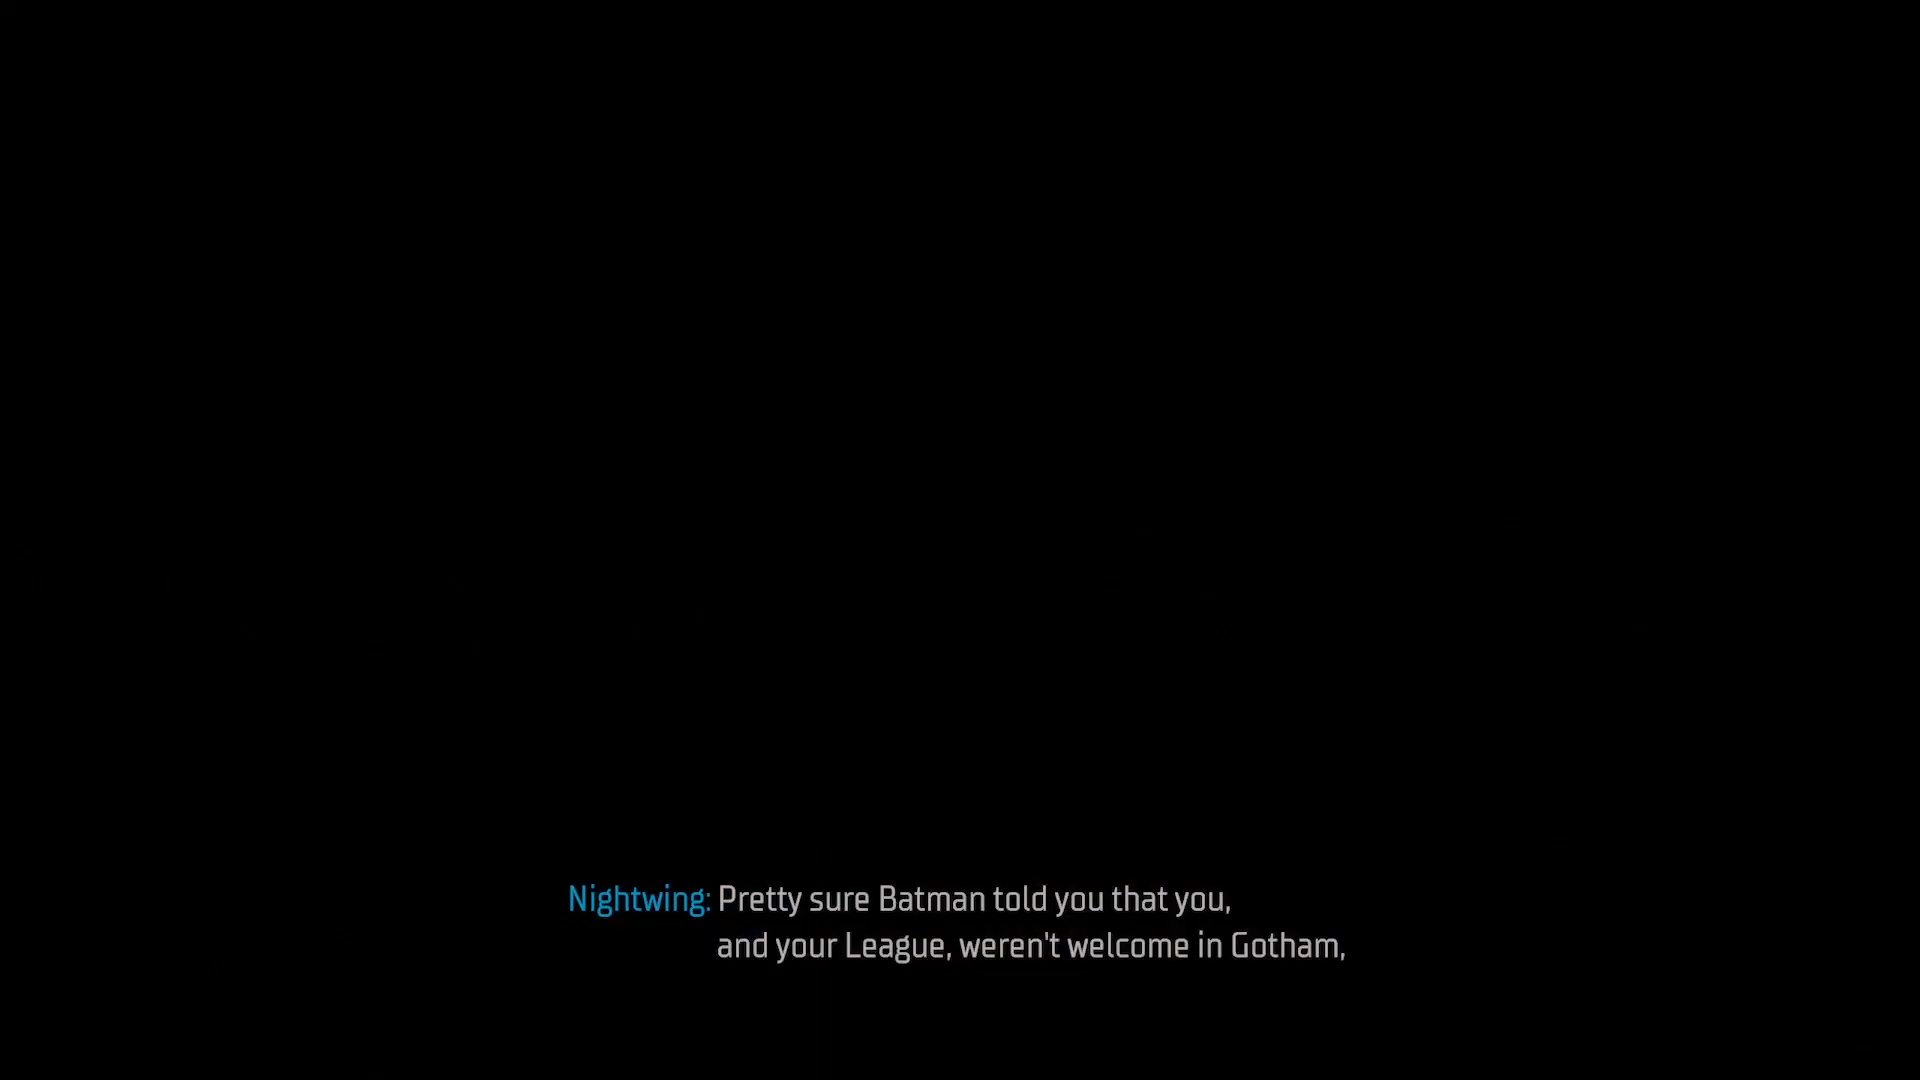 Nightwing: Pretty sure Batman told you that you,
and your League, weren't welcome in Gotham,